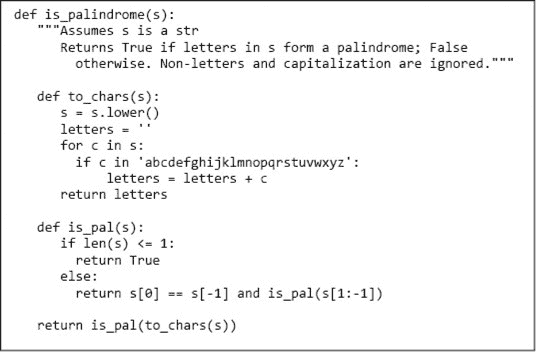 def is_palindrome(s):
   """Assumes s is a str
      Returns True if letters in s form a palindrome; False
        otherwise. Non-letters and capitalization are ignored."""

   def to_chars(s):
      s = s.lower()
      letters = ''
      for c in s:
        if c in 'abcdefghijklmnopqrstuvwxyz':
            letters = letters + c
      return letters

   def is_pal(s):
      if len(s) <= 1:
        return True
      else:
        return s[0] == s[-1] and is_pal(s[1:-1])

   return is_pal(to_chars(s))